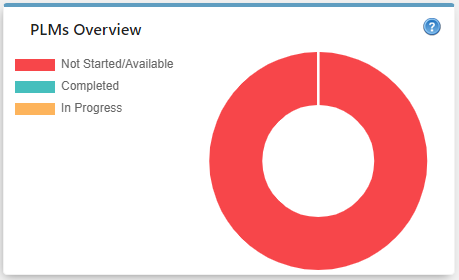 PLMs Overview
?
Not Started/Available
Completed
In Progress